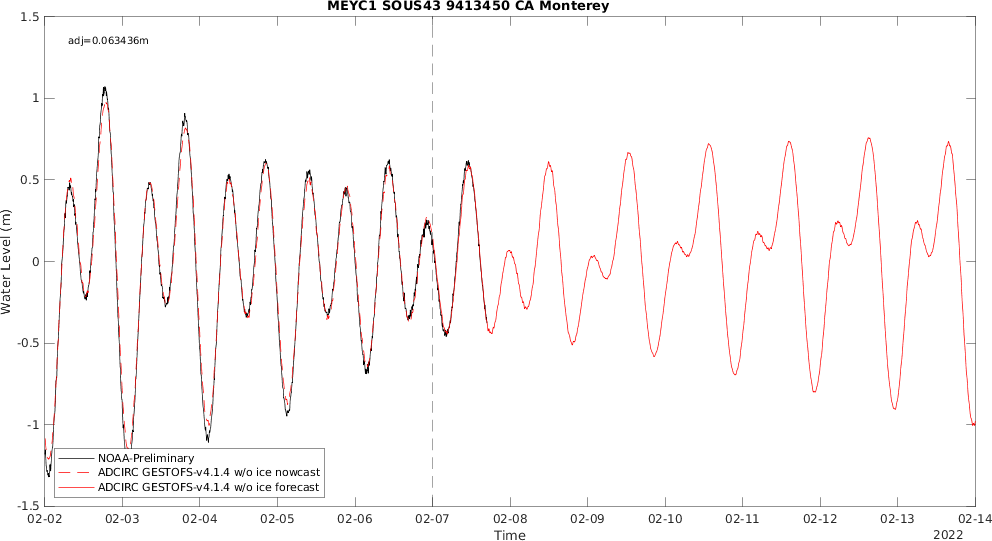 MEYC1 SOUS43 9413450 CA Monterey
adj=0.063436m
1.5
1
0.5
0
-0.5
-1
-1.5
Water Level (m)
NOAA-Preliminary
ADCIRC GESTOFS-v4.1.4 w/o ice nowcast
ADCIRC GESTOFS-v4.1.4 w/o ice forecast
02-02 02-03 02-04 02-05 02-06 02-07 02-08 02-09 02-10 02-11 02-12 02-13 02-14
Time
2022